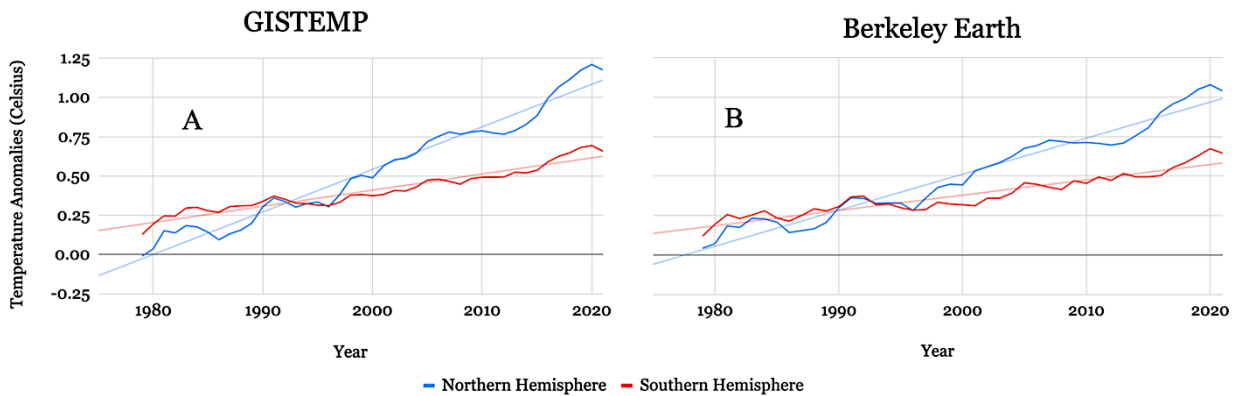 GISTEMP
Berkeley Earth
Temperature Anomalies (Celsius)
1.25
1.00
0.75
0.50
0.25
0.00
-0.25
A
B
1980 1990 2000 2010 2020
1980 1990 2000 2010 2020
Year
Year
Northern Hemisphere Southern Hemisphere